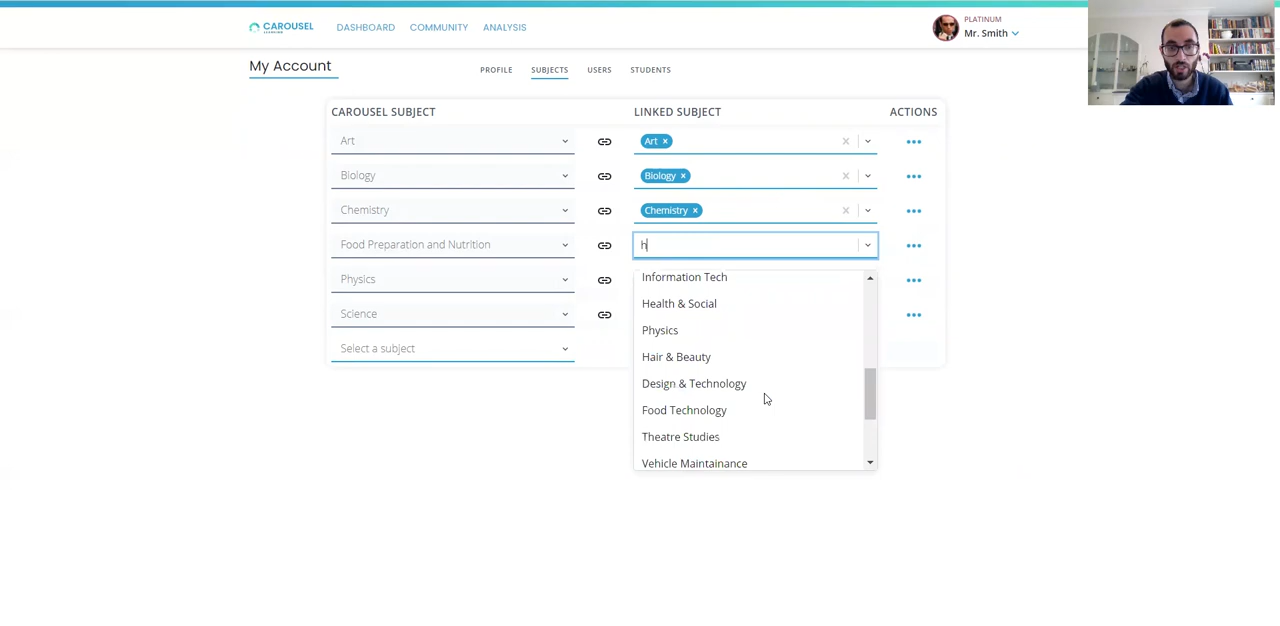 CAROUSEL
LEARNING
DASHBOARD
COMMUNITY
ANALYSIS
PLATINUM
Mr. Smith
My Account
PROFILE
SUBJECTS
USERS
STUDENTS
CAROUSEL SUBJECT
LINKED SUBJECT
ACTIONS
Art
Art ×
Biology
Biology ×
Chemistry
Chemistry ×
Food Preparation and Nutrition
h
Physics
Science
Select a subject
Information Tech
Health & Social
Physics
Hair & Beauty
Design & Technology
Food Technology
Theatre Studies
Vehicle Maintainance